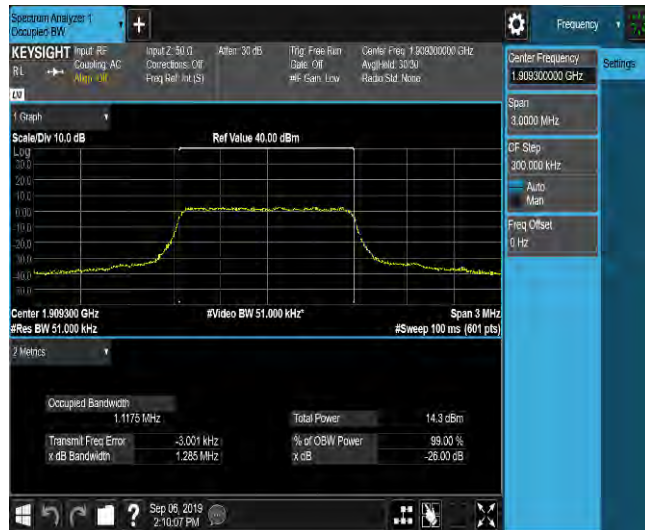 Spectrum Analyzer 1
Occupied BW
+
Frequency
KEYSIGHT
Input: RF
Coupling: AC
Align: Off
Input Z: 50 Ω
Corrections: Off
Freq Ref: Int (S)
Atten: 30 dB
Trig: Free Run
Gate: Off
#IF Gain: Low
Center Freq: 1.909300000 GHz
Avg|Hold: 30/30
Radio Std: None
RL
LXI
Center Frequency
1.909300000 GHz
Settings
Span
3.0000 MHz
CF Step
300.000 kHz
Auto
Man
Freq Offset
0 Hz
1 Graph
Scale/Div 10.0 dB
Ref Value 40.00 dBm
Log
30.0
20.0
10.0
0.00
-10.0
-20.0
-30.0
-40.0
-50.0
Center 1.909300 GHz
#Video BW 51.000 kHz*
Span 3 MHz
#Res BW 51.000 kHz
#Sweep 100 ms (601 pts)
2 Metrics
Occupied Bandwidth
1.1175 MHz
Total Power
14.3 dBm
Transmit Freq Error
-3.001 kHz
% of OBW Power
99.00 %
x dB Bandwidth
1.285 MHz
x dB
-26.00 dB
?
Sep 06, 2019
2:10:07 PM